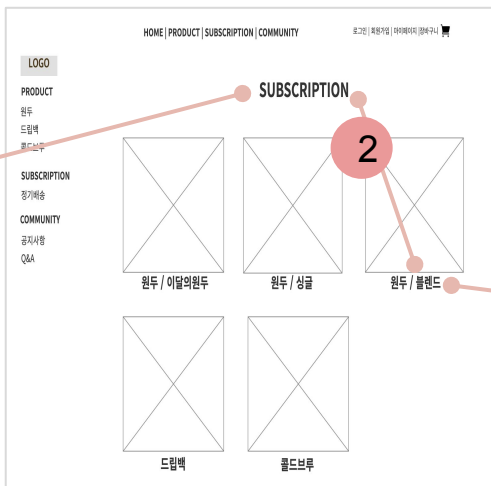 HOME | PRODUCT | SUBSCRIPTION | COMMUNITY
로그인 | 회원가입 | 마이페이지 |장바구니
LOGO
SUBSCRIPTION
PRODUCT
원두
드립백
콜드브루
2
SUBSCRIPTION
정기배송
COMMUNITY
공지사항
Q&A
원두 / 이달의원두
원두 / 싱글
원두 / 블렌드
드립백
콜드브루